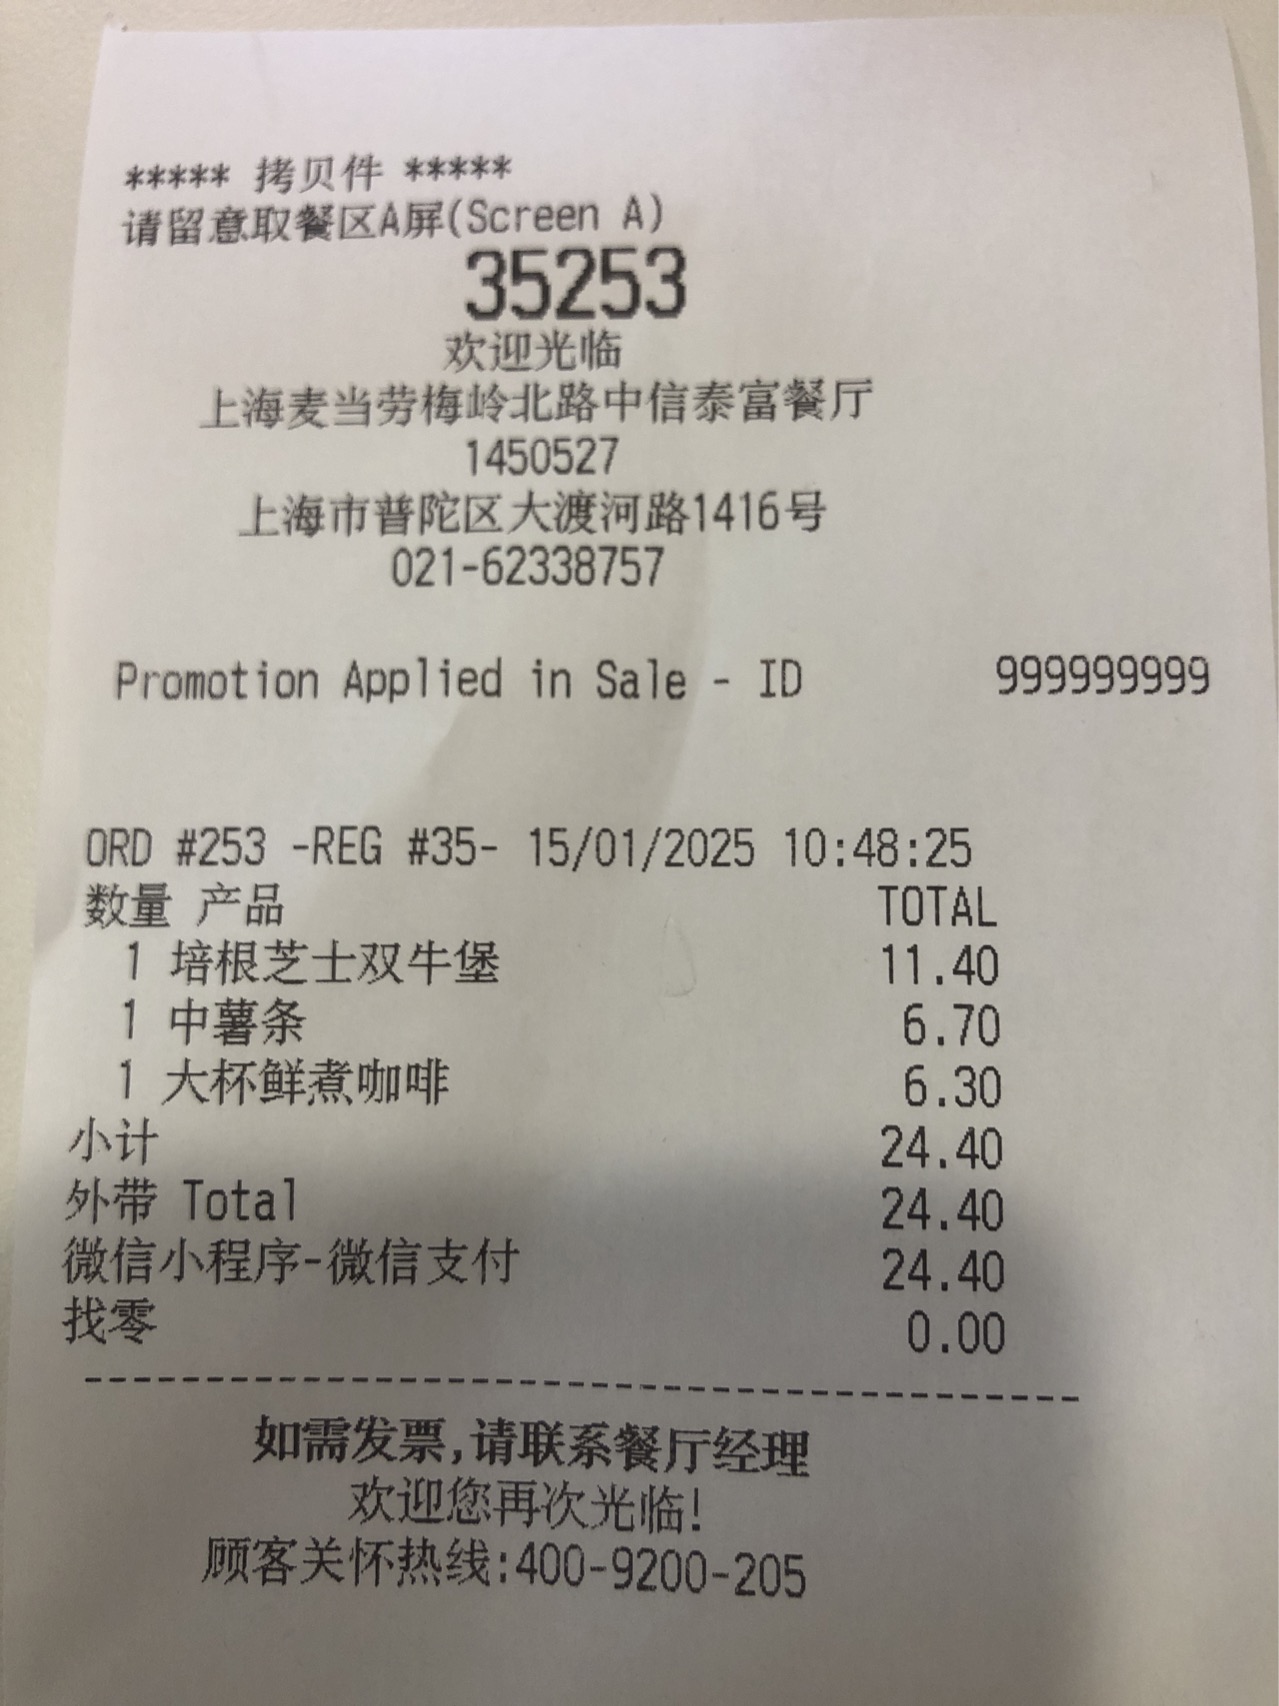 ***** 拷贝件 *****
请留意取餐区A屏(Screen A)
35253
欢迎光临
上海麦当劳梅岭北路中信泰富餐厅
1450527
上海市普陀区大渡河路1416号
021-62338757
Promotion Applied in Sale - ID 999999999
ORD #253 -REG #35- 15/01/2025 10:48:25
数量 产品 TOTAL
1 培根芝士双牛堡 11.40
1 中薯条 6.70
1 大杯鲜煮咖啡 6.30
小计 24.40
外带 Total 24.40
微信小程序-微信支付 24.40
找零 0.00
--------------------------------------------
如需发票,请联系餐厅经理
欢迎您再次光临!
顾客关怀热线:400-9200-205